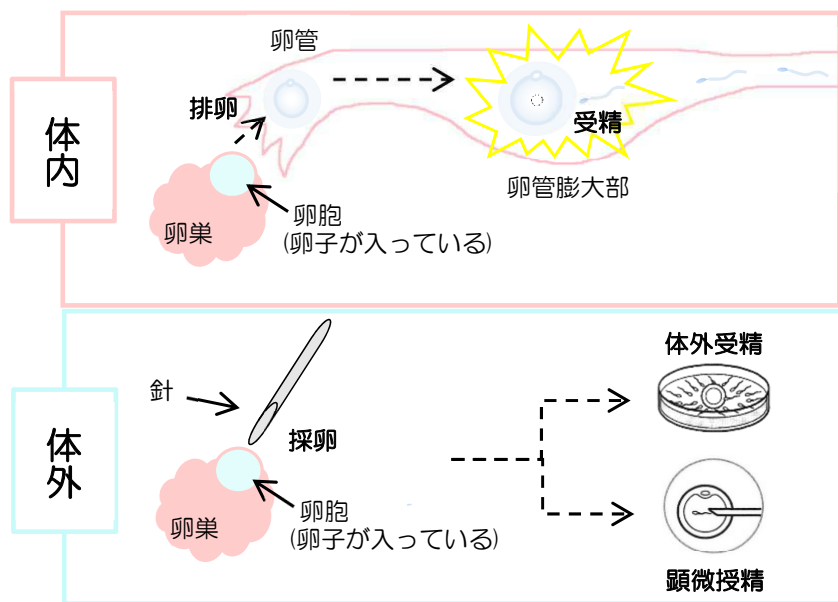 体内
卵管
排卵
受精
卵管膨大部
卵胞
(卵子が入っている)
卵巣
体外
針
採卵
卵胞
(卵子が入っている)
卵巣
体外受精
顕微授精